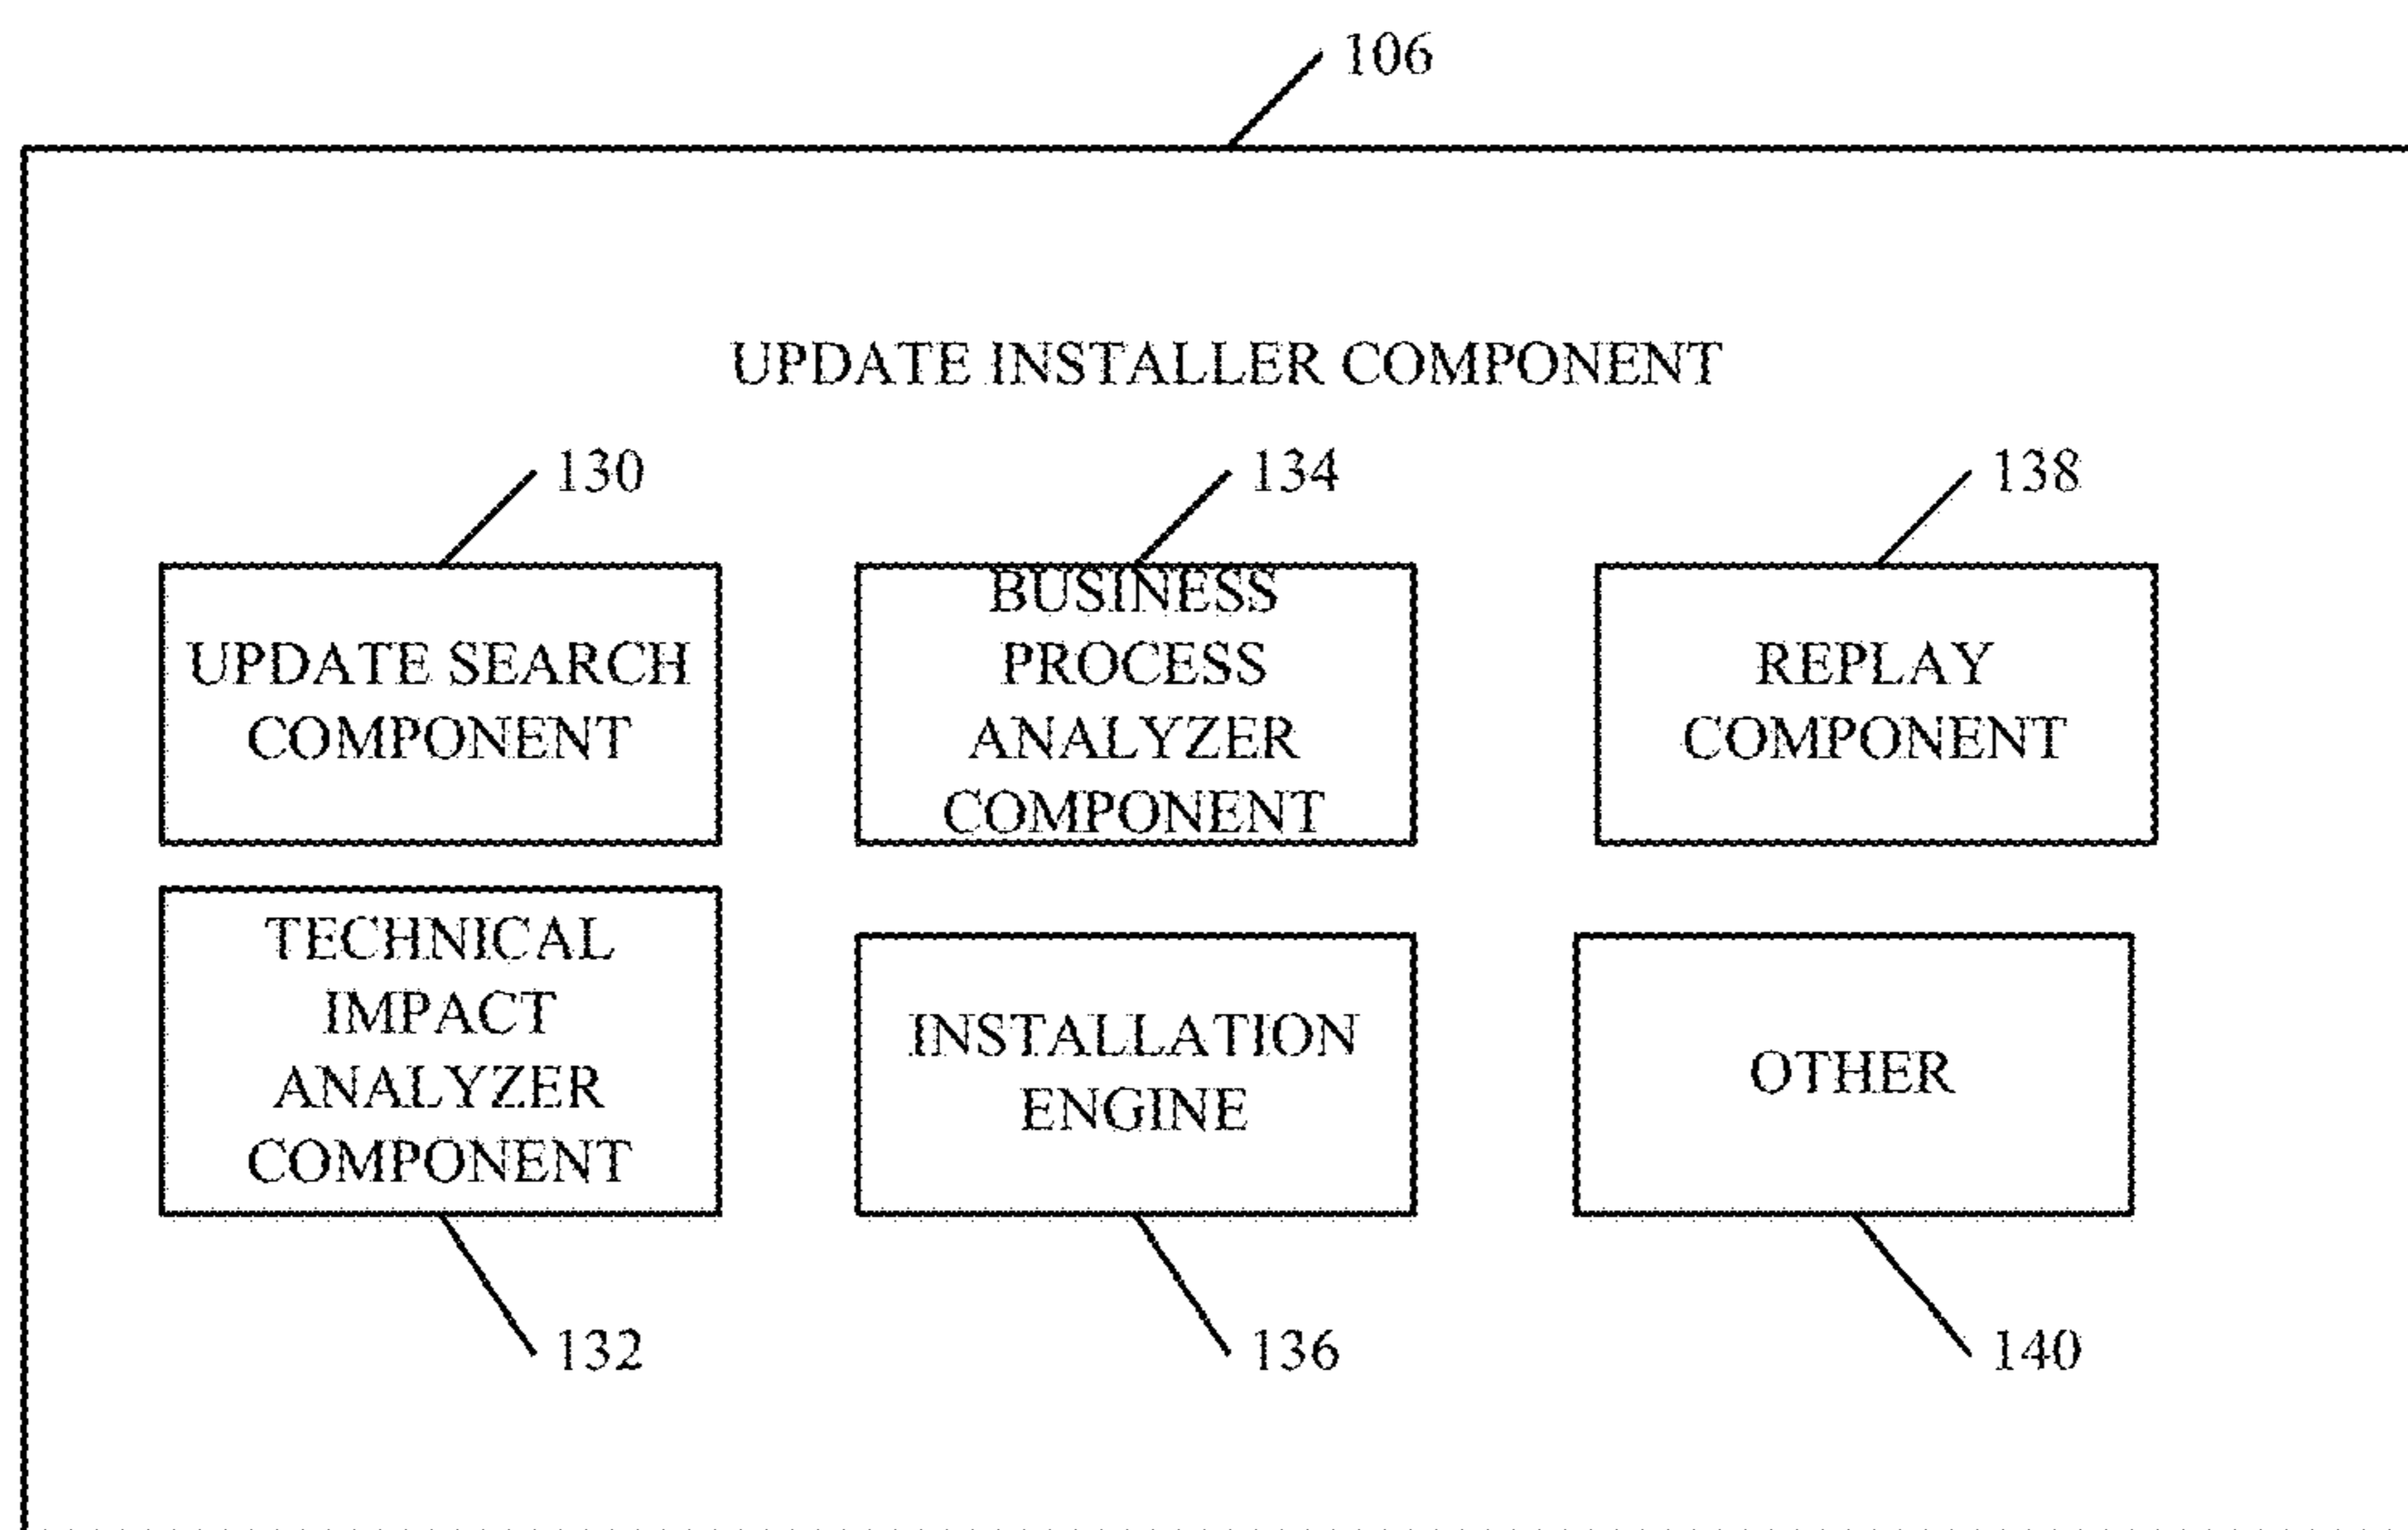 106
UPDATE INSTALLER COMPONENT
130
134
138
UPDATE SEARCH
COMPONENT
BUSINESS
PROCESS
ANALYZER
COMPONENT
REPLAY
COMPONENT
TECHNICAL
IMPACT
ANALYZER
COMPONENT
INSTALLATION
ENGINE
OTHER
132
136
140